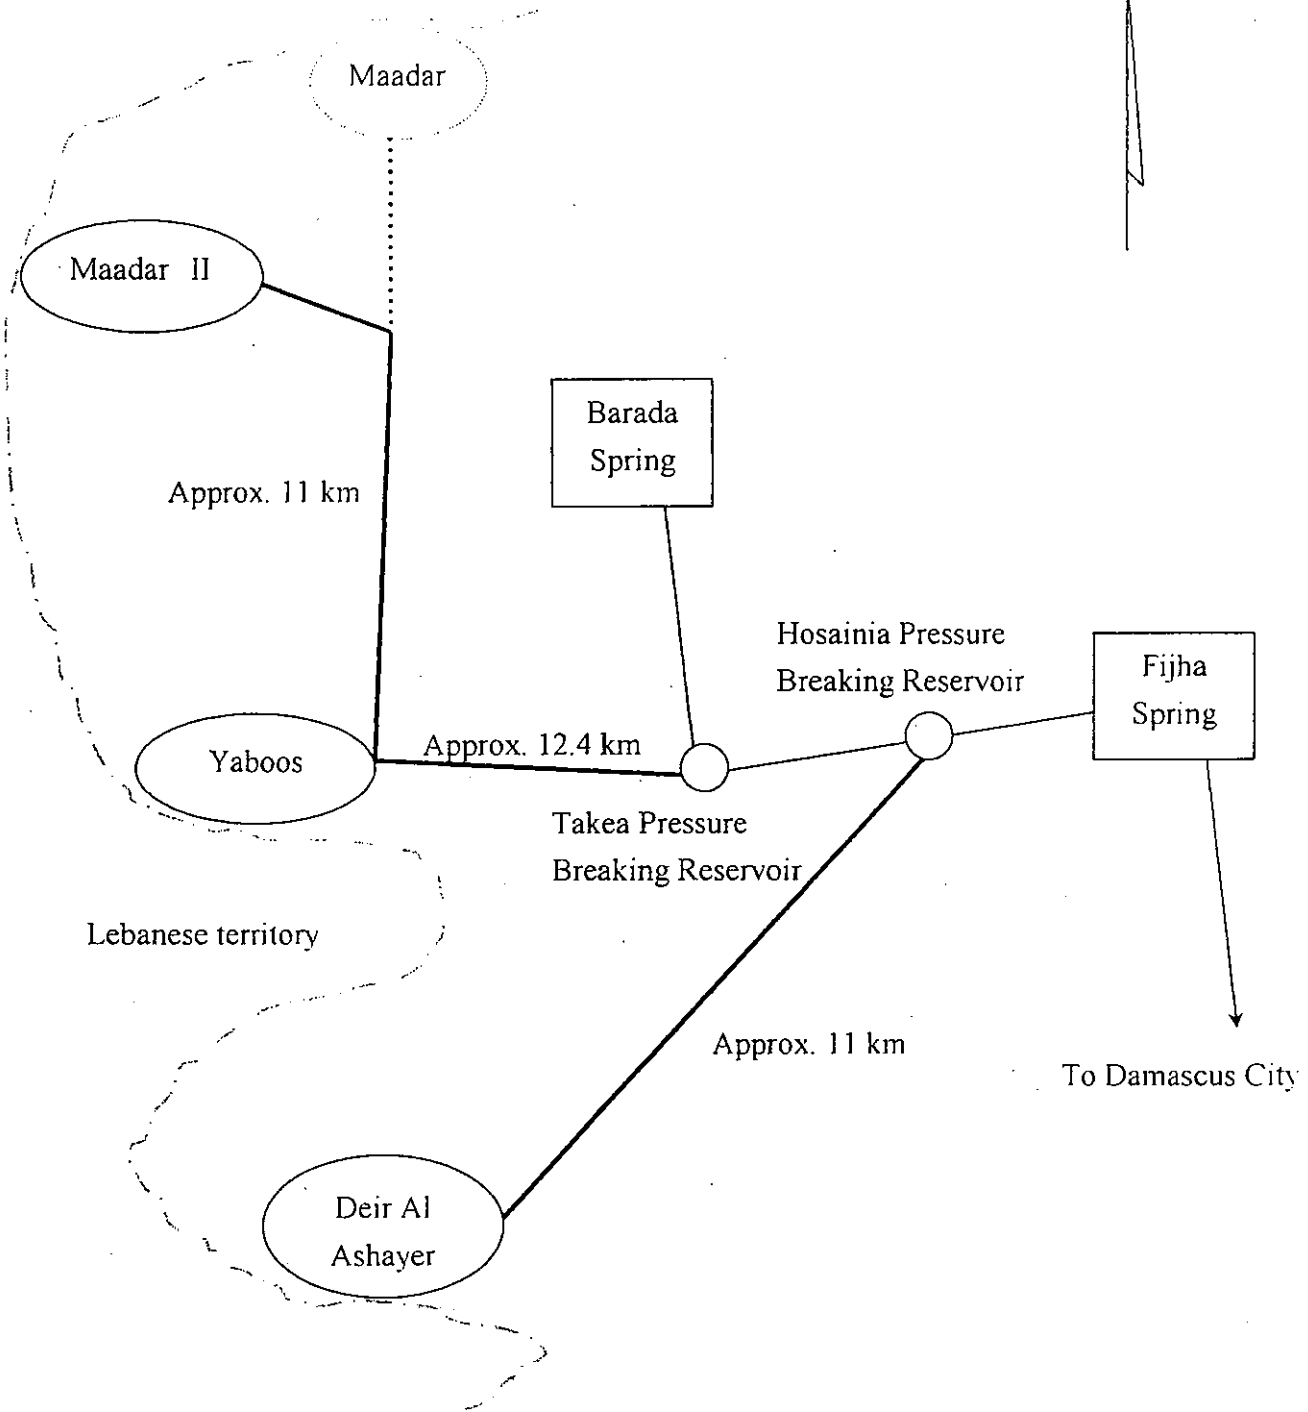 Maadar
Maadar II
Barada
Spring
Approx. 11 km
Hosainia Pressure
Breaking Reservoir
Fijha
Spring
Yaboos
Approx. 12.4 km
Takea Pressure
Breaking Reservoir
Lebanese territory
Approx. 11 km
To Damascus City
Deir Al
Ashayer